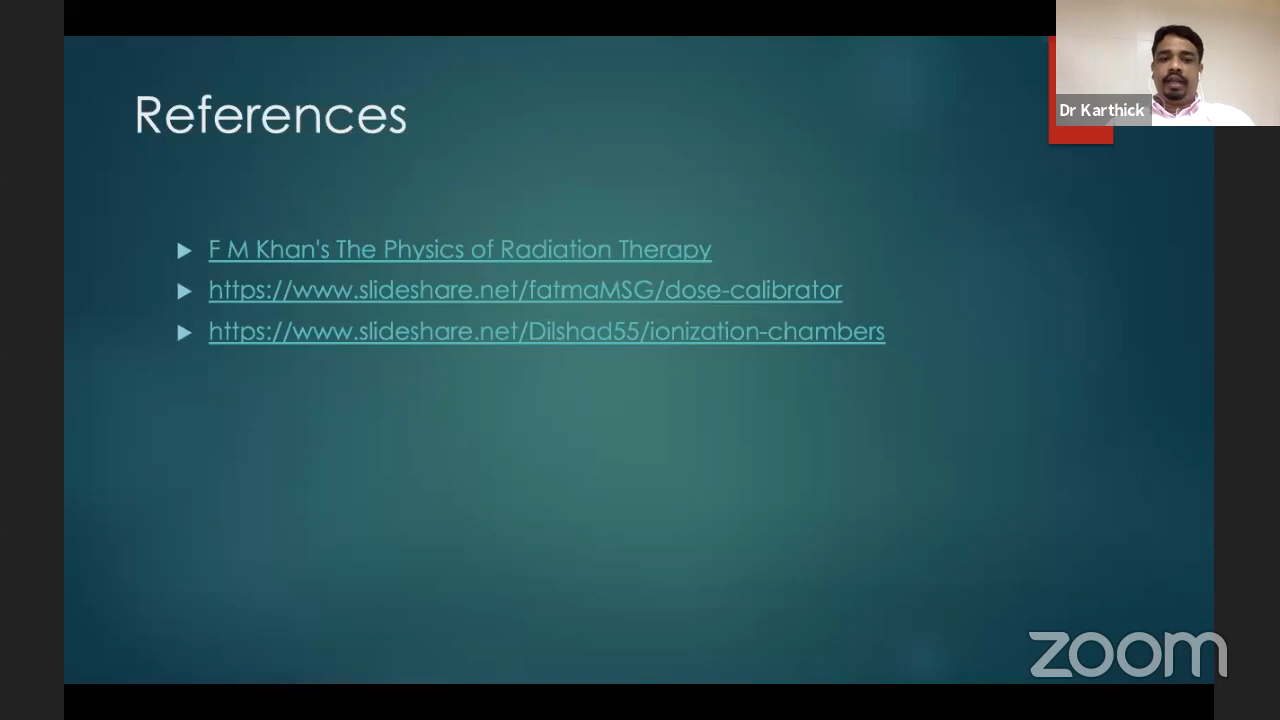 References
Dr Karthick
F M Khan's The Physics of Radiation Therapy
https://www.slideshare.net/fatmaMSG/dose-calibrator
https://www.slideshare.net/Dilshad55/ionization-chambers
zoom